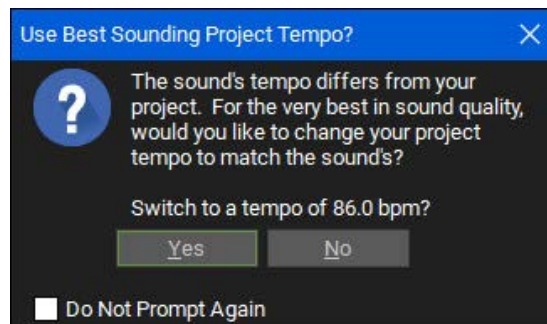 Use Best Sounding Project Tempo?
The sound's tempo differs from your
project. For the very best in sound quality,
would you like to change your project
tempo to match the sound's?
Switch to a tempo of 86.0 bpm?
Yes No
Do Not Prompt Again